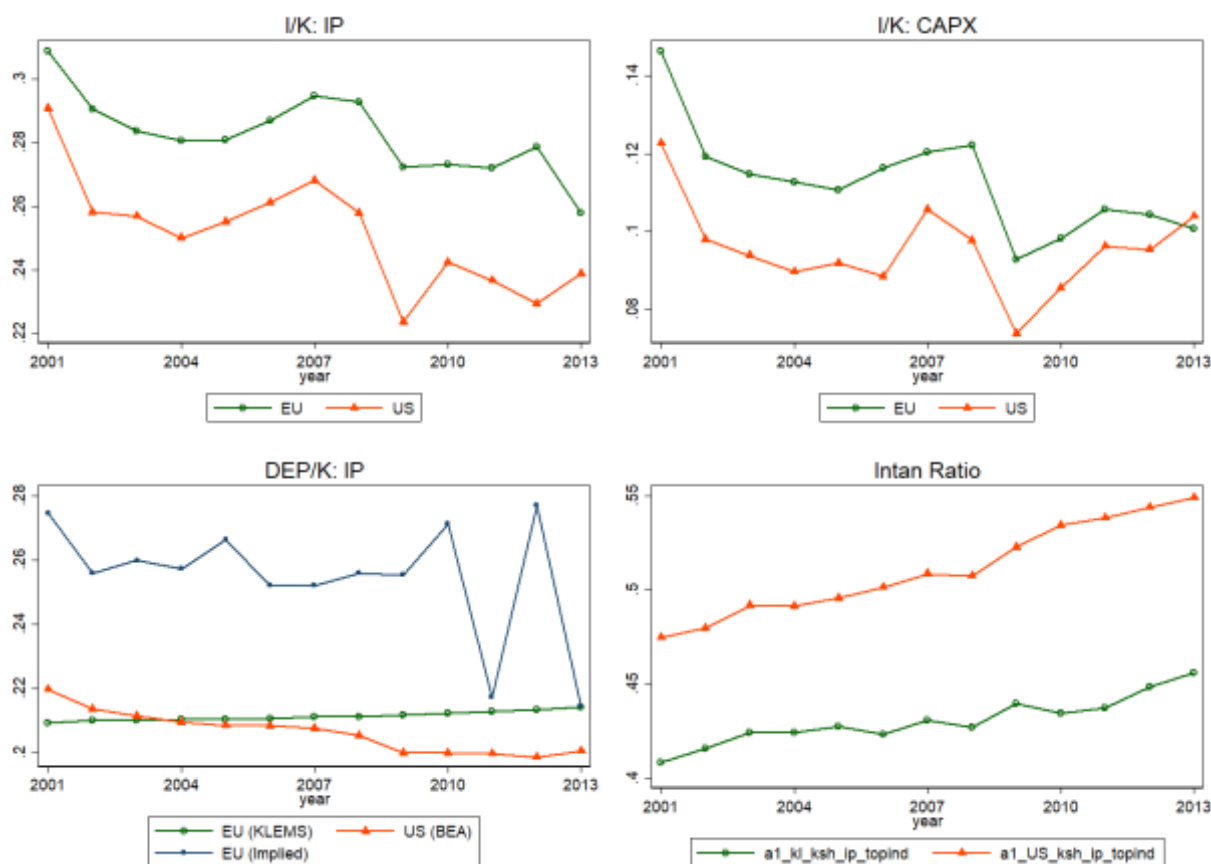 I/K: IP
.3
.28
.26
.24
.22
2001 2004 2007 2010 2013
year
EU US
I/K: CAPX
.14
.12
.1
.08
2001 2004 2007 2010 2013
year
EU US
DEP/K: IP
.28
.26
.24
.22
.2
2001 2004 2007 2010 2013
year
EU (KLEMS) US (BEA)
EU (Implied)
Intan Ratio
.55
.5
.45
.4
2001 2004 2007 2010 2013
year
a1_kl_ksh_ip_topind a1_US_ksh_ip_topind